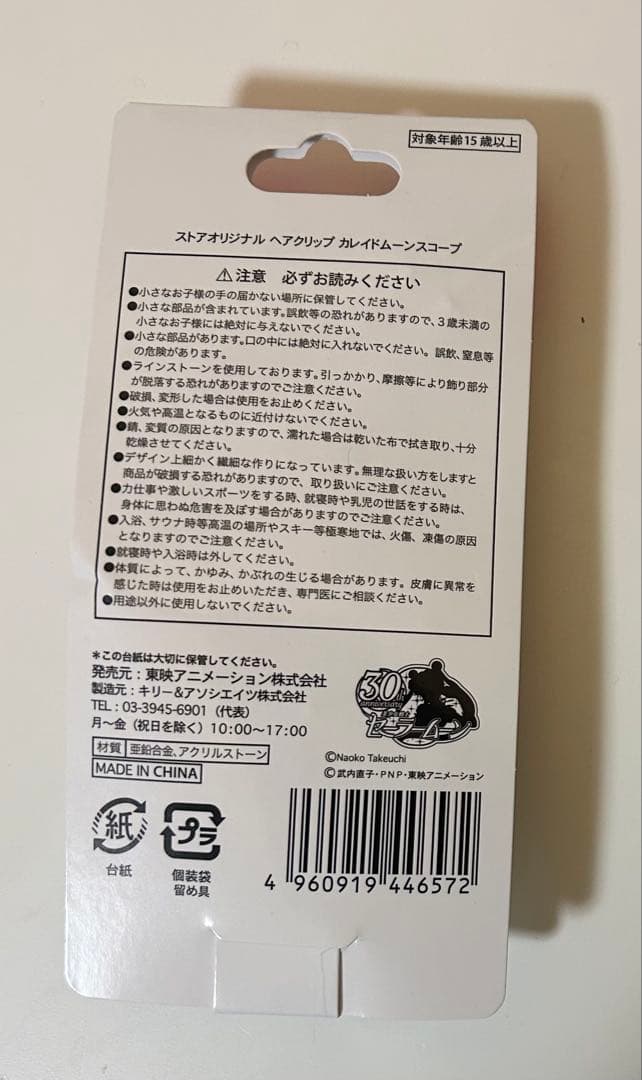 対象年齢15歳以上
ストアオリジナル ヘアクリップ カレイドムーンスコープ
⚠注意 必ずお読みください
●小さなお子様の手の届かない場所に保管してください。
●小さな部品が含まれています。誤飲等の恐れがありますので、3歳未満の
小さなお子様には絶対に与えないでください。
●小さな部品があります。口の中には絶対に入れないでください。誤飲、窒息等
の危険があります。
●ラインストーンを使用しております。引っかかり、摩擦等により飾り部分
が脱落する恐れがありますのでご注意ください。
●破損、変形した場合は使用をお止めください。
●火気や高温となるものに近付けないでください。
●錆、変質の原因となりますので、濡れた場合は乾いた布で拭き取り、十分
乾燥させてください。
●デザイン上細かく繊細な作りになっています。無理な扱い方をしますと
商品が破損する恐れがありますので、取り扱いにご注意ください。
●力仕事や激しいスポーツをする時、就寝時や乳児の世話をする時は、
身体に思わぬ危害を及ぼす場合がありますのでご注意ください。
●入浴、サウナ時等高温の場所やスキー等極寒地では、火傷、凍傷の原因
となりますのでご注意ください。
●就寝時や入浴時は外してください。
●体質によって、かゆみ、かぶれの生じる場合があります。皮膚に異常を
感じた時は使用をお止めいただき、専門医にご相談ください。
●用途以外に使用しないでください。
＊この台紙は大切に保管してください。
発売元：東映アニメーション株式会社
製造元：キリー&アソシエイツ株式会社
TEL：03-3945-6901（代表）
月〜金（祝日を除く）10:00〜17:00
材質 亜鉛合金、アクリルストーン
MADE IN CHINA
30th
anniversary
セーラームーン
©Naoko Takeuchi
© 武内直子・PNP・東映アニメーション
紙
台紙
プラ
個装袋
留め具
4 960919 446572